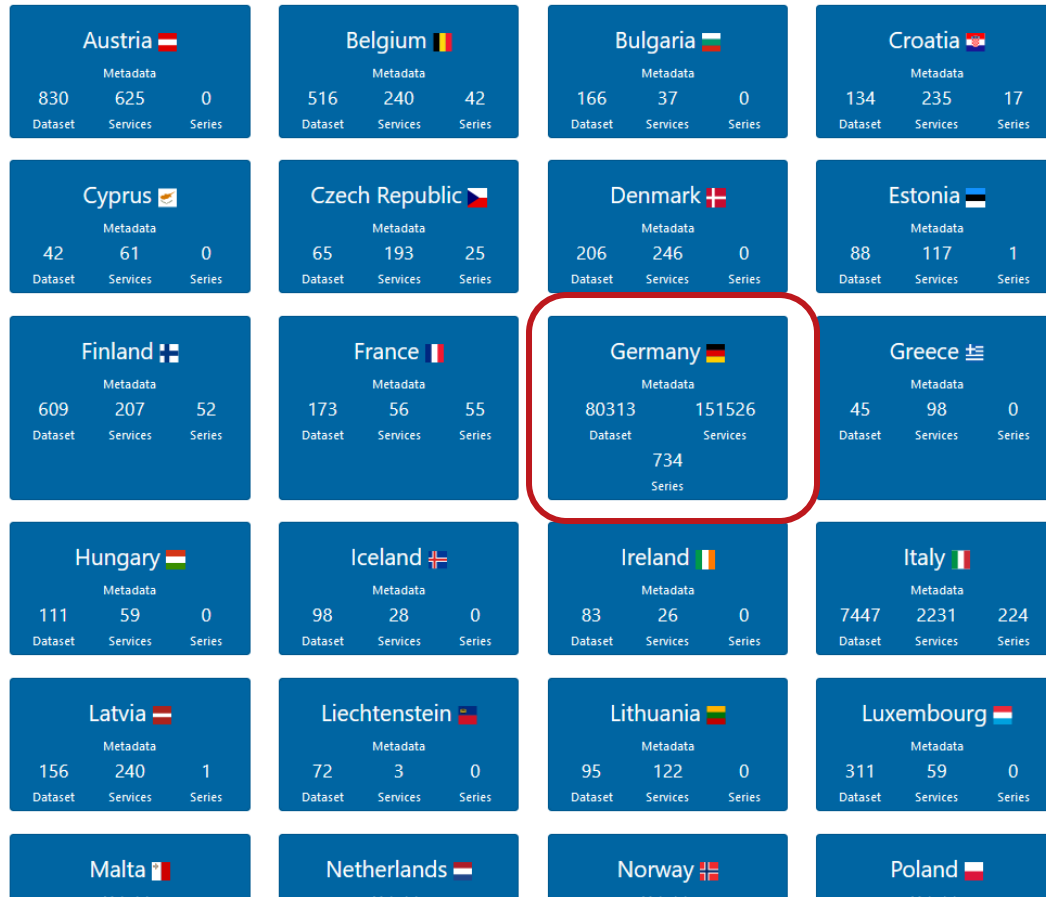 Austria Belgium Bulgaria Croatia
Metadata Metadata Metadata Metadata
830 625 0 516 240 42 166 37 0 134 235 17
Dataset Services Series Dataset Services Series Dataset Services Series Dataset Services Series
Cyprus Czech Republic Denmark Estonia
Metadata Metadata Metadata Metadata
42 61 0 65 193 25 206 246 0 88 117 1
Dataset Services Series Dataset Services Series Dataset Services Series Dataset Services Series
Finland France Germany Greece
Metadata Metadata Metadata Metadata
609 207 52 173 56 55 80313 151526 45 98 0
Dataset Services Series Dataset Services Series Dataset Services Dataset Services Series
734
Series
Hungary Iceland Ireland Italy
Metadata Metadata Metadata Metadata
111 59 0 98 28 0 83 26 0 7447 2231 224
Dataset Services Series Dataset Services Series Dataset Services Series Dataset Services Series
Latvia Liechtenstein Lithuania Luxembourg
Metadata Metadata Metadata Metadata
156 240 1 72 3 0 95 122 0 311 59 0
Dataset Services Series Dataset Services Series Dataset Services Series Dataset Services Series
Malta Netherlands Norway Poland